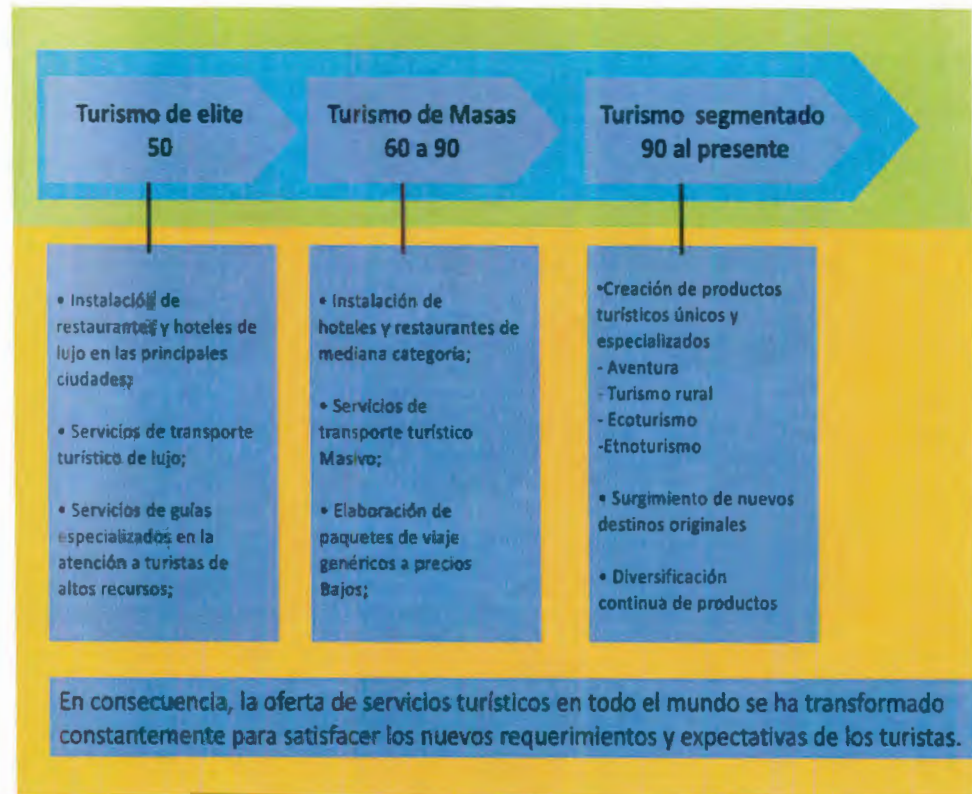 Turismo de elite
50
Turismo de Masas
60 a 90
Turismo segmentado
90 al presente
• Instalación de
restaurantes y hoteles de
lujo en las principales
ciudades;
• Servicios de transporte
turístico de lujo;
• Servicios de guías
especializados en la
atención a turistas de
altos recursos;
• Instalación de
hoteles y restaurantes de
mediana categoría;
• Servicios de
transporte turístico
Masivo;
• Elaboración de
paquetes de viaje
genéricos a precios
Bajos;
•Creación de productos
turísticos únicos y
especializados
- Aventura
- Turismo rural
- Ecoturismo
-Etnoturismo
• Surgimiento de nuevos
destinos originales
• Diversificación
continua de productos
En consecuencia, la oferta de servicios turísticos en todo el mundo se ha transformado
constantemente para satisfacer los nuevos requerimientos y expectativas de los turistas.